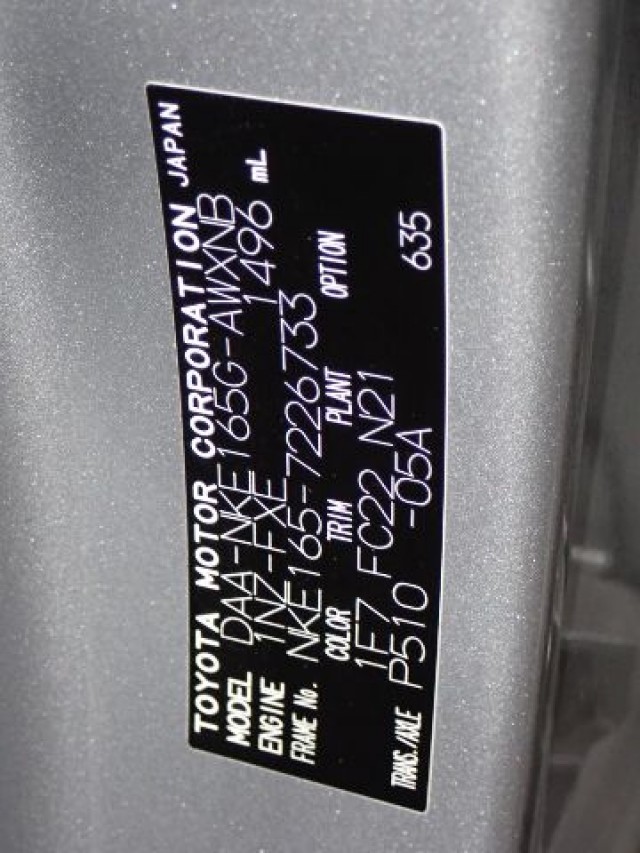 TOYOTA MOTOR CORPORATION JAPAN
MODEL DAA-NKE165G-AWXNB
ENGINE 1NZ-FXE 1496 mL
FRAME No. NKE165-7226733
COLOR TRIM PLANT OPTION
1F7 FC22 N21
TRANS./AXLE P510 -05A 635